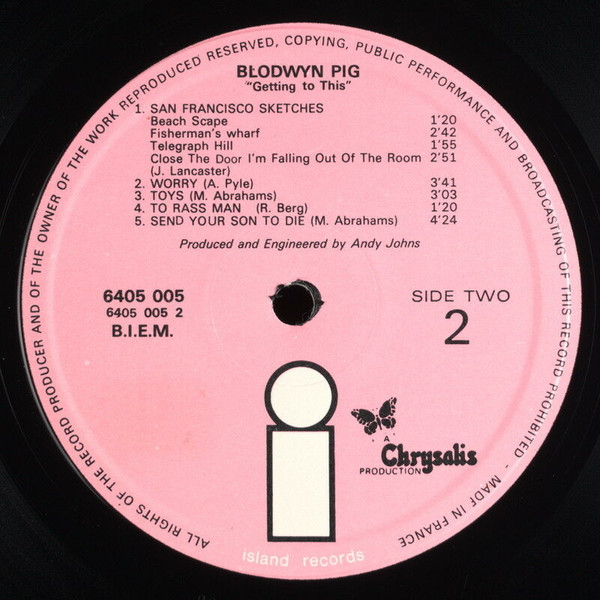 ALL RIGHTS OF THE RECORD PRODUCER AND OF THE OWNER OF THE WORK REPRODUCED RESERVED, COPYING, PUBLIC PERFORMANCE AND BROADCASTING OF THIS RECORD PROHIBITED - MADE IN FRANCE
BLODWYN PIG
"Getting to This"
1. SAN FRANCISCO SKETCHES
Beach Scape 1'20
Fisherman's wharf 2'42
Telegraph Hill 1'55
Close The Door I'm Falling Out Of The Room 2'51
(J. Lancaster)
2. WORRY (A. Pyle) 3'41
3. TOYS (M. Abrahams) 3'03
4. TO RASS MAN (R. Berg) 1'20
5. SEND YOUR SON TO DIE (M. Abrahams) 4'24
Produced and Engineered by Andy Johns
6405 005
6405 005 2
B.I.E.M.
SIDE TWO
2
i
A
Chrysalis
PRODUCTION
island records